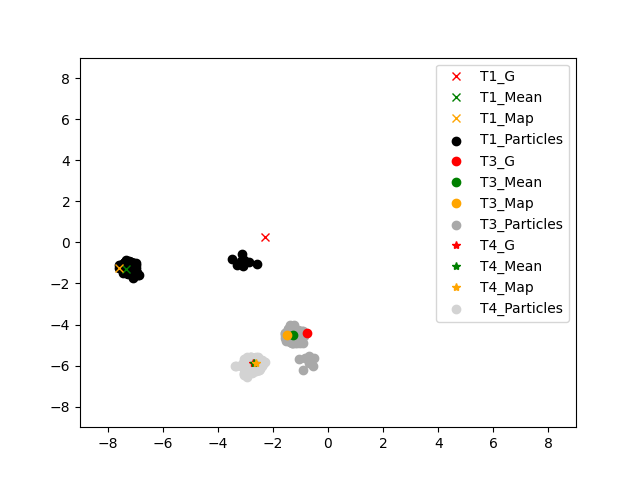 8
6
4
2
0
−2
−4
−6
−8
−8 −6 −4 −2 0 2 4 6 8
T1_G
T1_Mean
T1_Map
T1_Particles
T3_G
T3_Mean
T3_Map
T3_Particles
T4_G
T4_Mean
T4_Map
T4_Particles